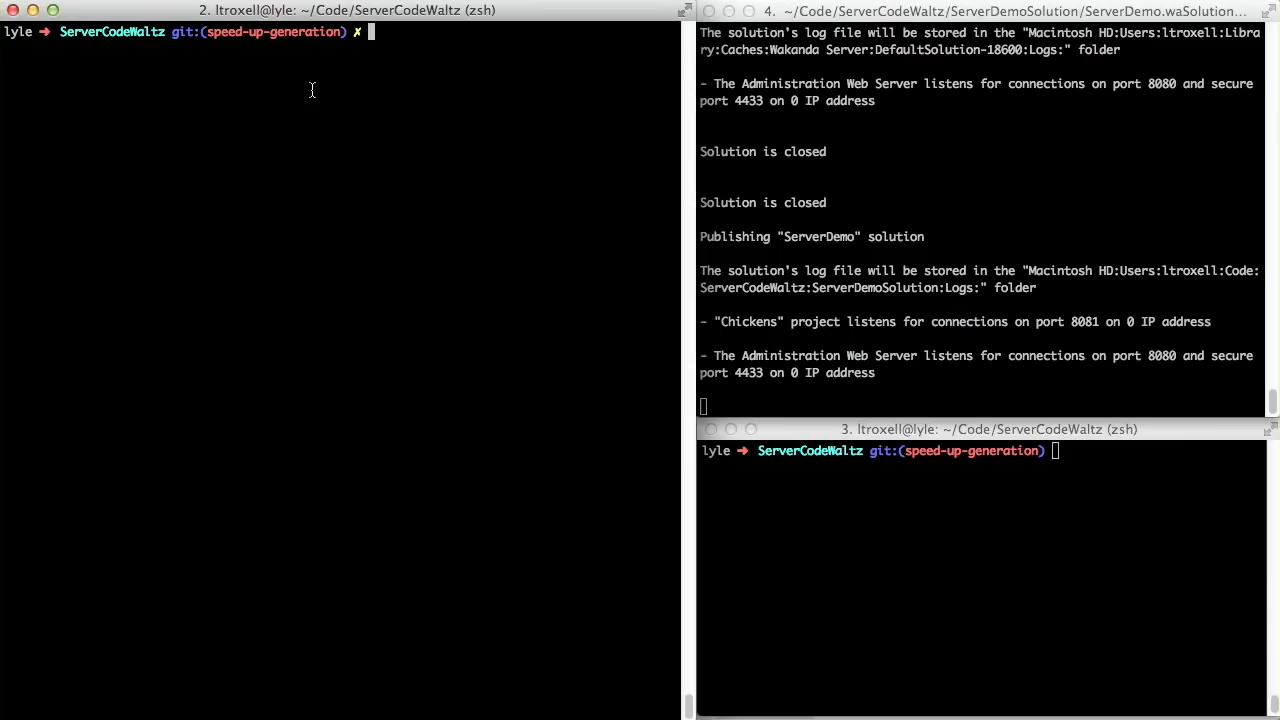 2. ltroxell@lyle: ~/Code/ServerCodeWaltz (zsh)
lyle ➜ ServerCodeWaltz git:(speed-up-generation) ✗
4. ~/Code/ServerCodeWaltz/ServerDemoSolution/ServerDemo.waSolution...
The solution's log file will be stored in the "Macintosh HD:Users:ltroxell:Libra
ry:Caches:Wakanda Server:DefaultSolution-18600:Logs:" folder
- The Administration Web Server listens for connections on port 8080 and secure
port 4433 on 0 IP address
Solution is closed
Solution is closed
Publishing "ServerDemo" solution
The solution's log file will be stored in the "Macintosh HD:Users:ltroxell:Code:
ServerCodeWaltz:ServerDemoSolution:Logs:" folder
- "Chickens" project listens for connections on port 8081 on 0 IP address
- The Administration Web Server listens for connections on port 8080 and secure
port 4433 on 0 IP address
3. ltroxell@lyle: ~/Code/ServerCodeWaltz (zsh)
lyle ➜ ServerCodeWaltz git:(speed-up-generation)